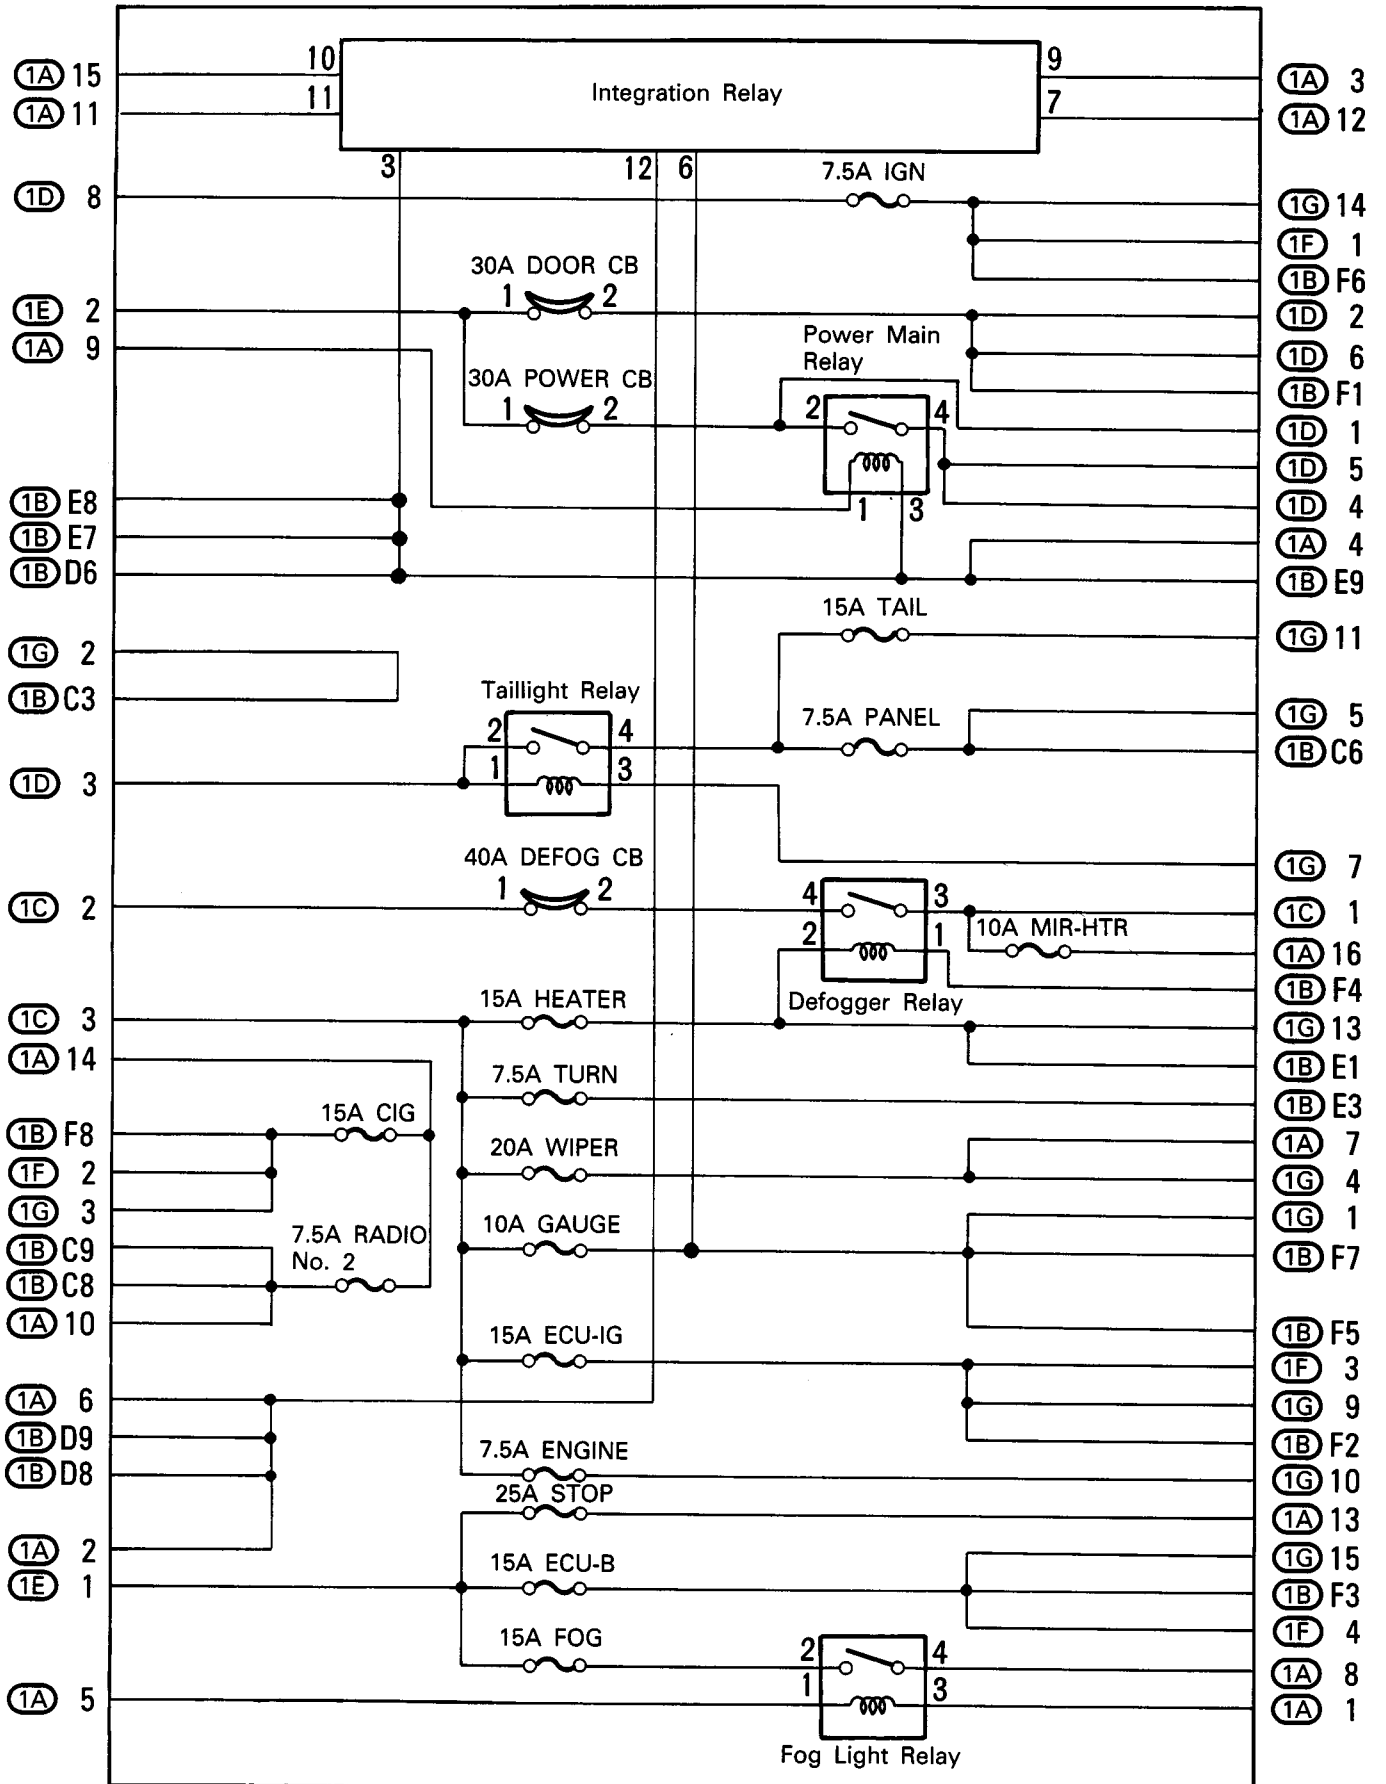 10 9
1A 15 1A 3
11 Integration Relay 7
1A 11 1A 12
3 12 6 7.5A IGN
1D 8 1G 14
1F 1
30A DOOR CB 1B F6
1 2
1E 2 1D 2
Power Main
1A 9 Relay 1D 6
30A POWER CB 1B F1
1 2 2 4
1D 1
1D 5
1B E8 1 3 1D 4
1B E7 1A 4
1B D6 1B E9
15A TAIL
1G 11
1G 2
Taillight Relay
1B C3 7.5A PANEL 1G 5
2 4
1B C6
1 3
1D 3
40A DEFOG CB 1G 7
1 2 4 3
1C 2 1C 1
10A MIR-HTR
2 1
1A 16
15A HEATER Defogger Relay 1B F4
1C 3 1G 13
1A 14 1B E1
7.5A TURN
15A CIG 1B E3
1B F8 1A 7
20A WIPER
1F 2 1G 4
1G 3 1G 1
7.5A RADIO 10A GAUGE
1B C9 No. 2 1B F7
1B C8
1A 10 1B F5
15A ECU-IG
1F 3
1A 6 1G 9
1B D9 1B F2
7.5A ENGINE
1B D8 1G 10
25A STOP
1A 13
1A 2 1G 15
15A ECU-B
1E 1 1B F3
1F 4
15A FOG 2 4
1A 8
1 3
1A 5 1A 1
Fog Light Relay